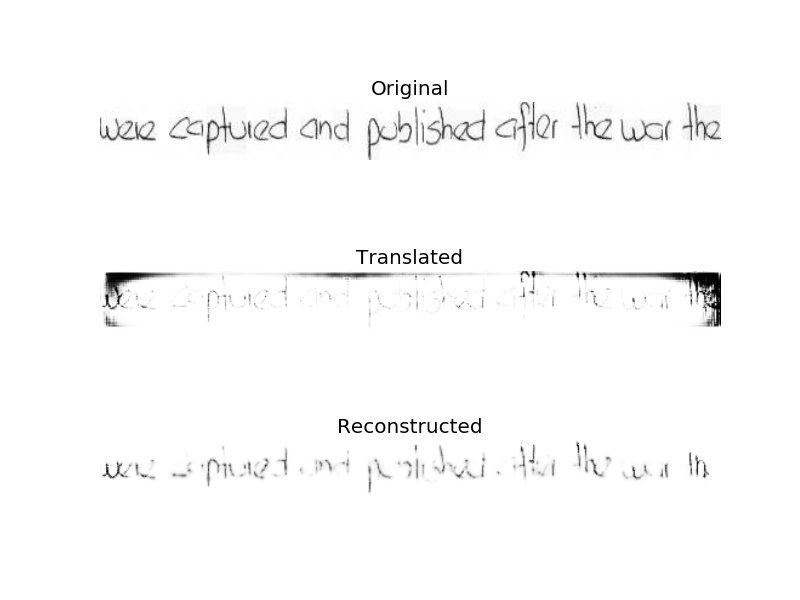 Original
were captured and published after the war the
Translated
were captured and published after the war the
Reconstructed
were captured and published after the war th